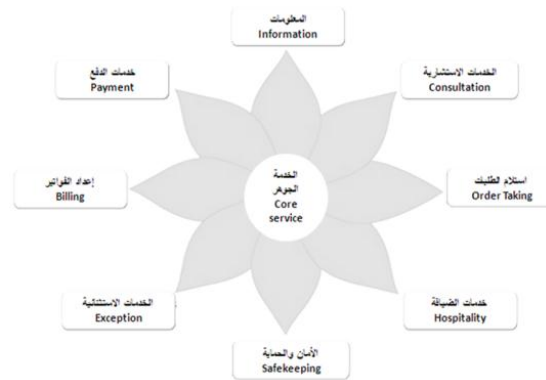 المعلومات
Information
خدمات الدفع
Payment
الخدمات الاستشارية
Consultation
إعداد الفواتير
Billing
الخدمة
الجوهر
Core
service
استلام الطلبات
Order Taking
الخدمات الاستثنائية
Exception
خدمات الضيافة
Hospitality
الأمان والحماية
Safekeeping